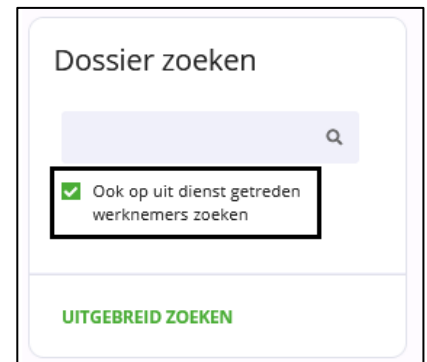 Dossier zoeken
Ook op uit dienst getreden
werknemers zoeken
UITGEBREID ZOEKEN